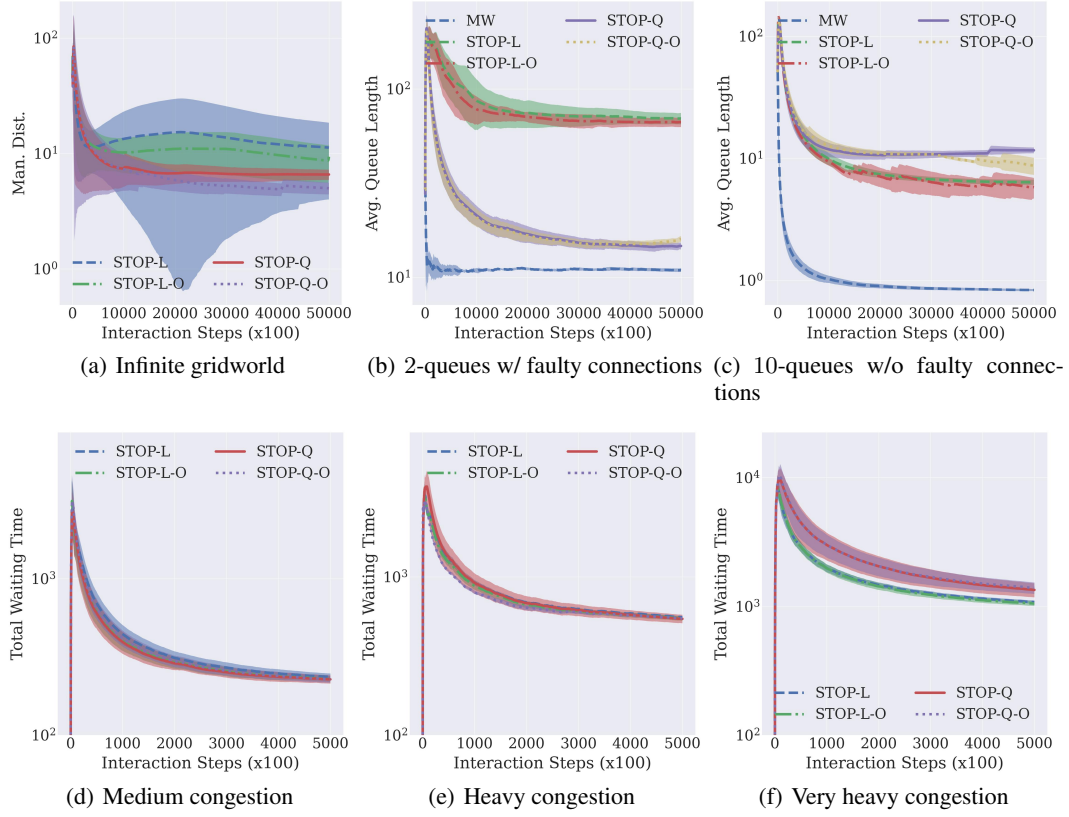 10²
10¹
10⁰
Man. Dist.
STOP-L
STOP-L-O
STOP-Q
STOP-Q-O
0 10000 20000 30000 40000 50000
Interaction Steps (x100)
(a) Infinite gridworld
10²
10¹
Avg. Queue Length
MW
STOP-L
STOP-L-O
STOP-Q
STOP-Q-O
0 10000 20000 30000 40000 50000
Interaction Steps (x100)
(b) 2-queues w/ faulty connections
10²
10¹
10⁰
Avg. Queue Length
MW
STOP-L
STOP-L-O
STOP-Q
STOP-Q-O
0 10000 20000 30000 40000 50000
Interaction Steps (x100)
(c) 10-queues w/o faulty connec-
tions
10³
10²
Total Waiting Time
STOP-L
STOP-L-O
STOP-Q
STOP-Q-O
0 1000 2000 3000 4000 5000
Interaction Steps (x100)
(d) Medium congestion
10³
10²
Total Waiting Time
STOP-L
STOP-L-O
STOP-Q
STOP-Q-O
0 1000 2000 3000 4000 5000
Interaction Steps (x100)
(e) Heavy congestion
10⁴
10³
10²
Total Waiting Time
STOP-L
STOP-L-O
STOP-Q
STOP-Q-O
0 1000 2000 3000 4000 5000
Interaction Steps (x100)
(f) Very heavy congestion